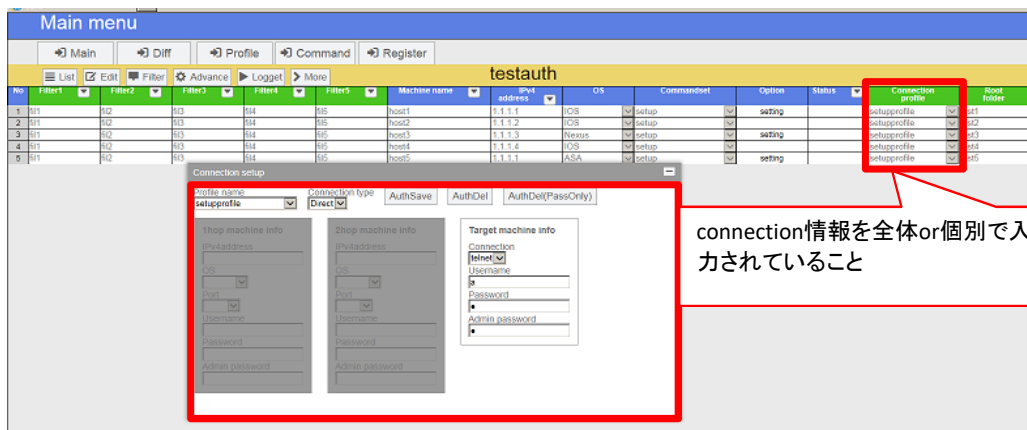 Main menu
Main Diff Profile Command Register
List Edit Filter Advance Logget More testauth
No Filter1 Filter2 Filter3 Filter4 Filter5 Machine name IPv4 address OS Commandset Option Status Connection profile Root folder
1 fil1 fil2 fil3 fil4 fil5 host1 1.1.1.1 IOS setup setting setupprofile st1
2 fil1 fil2 fil3 fil4 fil5 host2 1.1.1.2 IOS setup setupprofile st2
3 fil1 fil2 fil3 fil4 fil5 host3 1.1.1.3 Nexus setup setting setupprofile st3
4 fil1 fil2 fil3 fil4 fil5 host4 1.1.1.4 IOS setup setupprofile st4
5 fil1 fil2 fil3 fil4 fil5 host5 1.1.1.1 ASA setup setting setupprofile st5
Connection setup
Profile name Connection type
setupprofile Direct AuthSave AuthDel AuthDel(PassOnly)
1hop machine info 2hop machine info Target machine info
IPv4address IPv4address Connection
telnet
OS OS Username
a
Port Port Password
Username Username Admin password
Password Password
Admin password Admin password
connection情報を全体or個別で入
力されていること